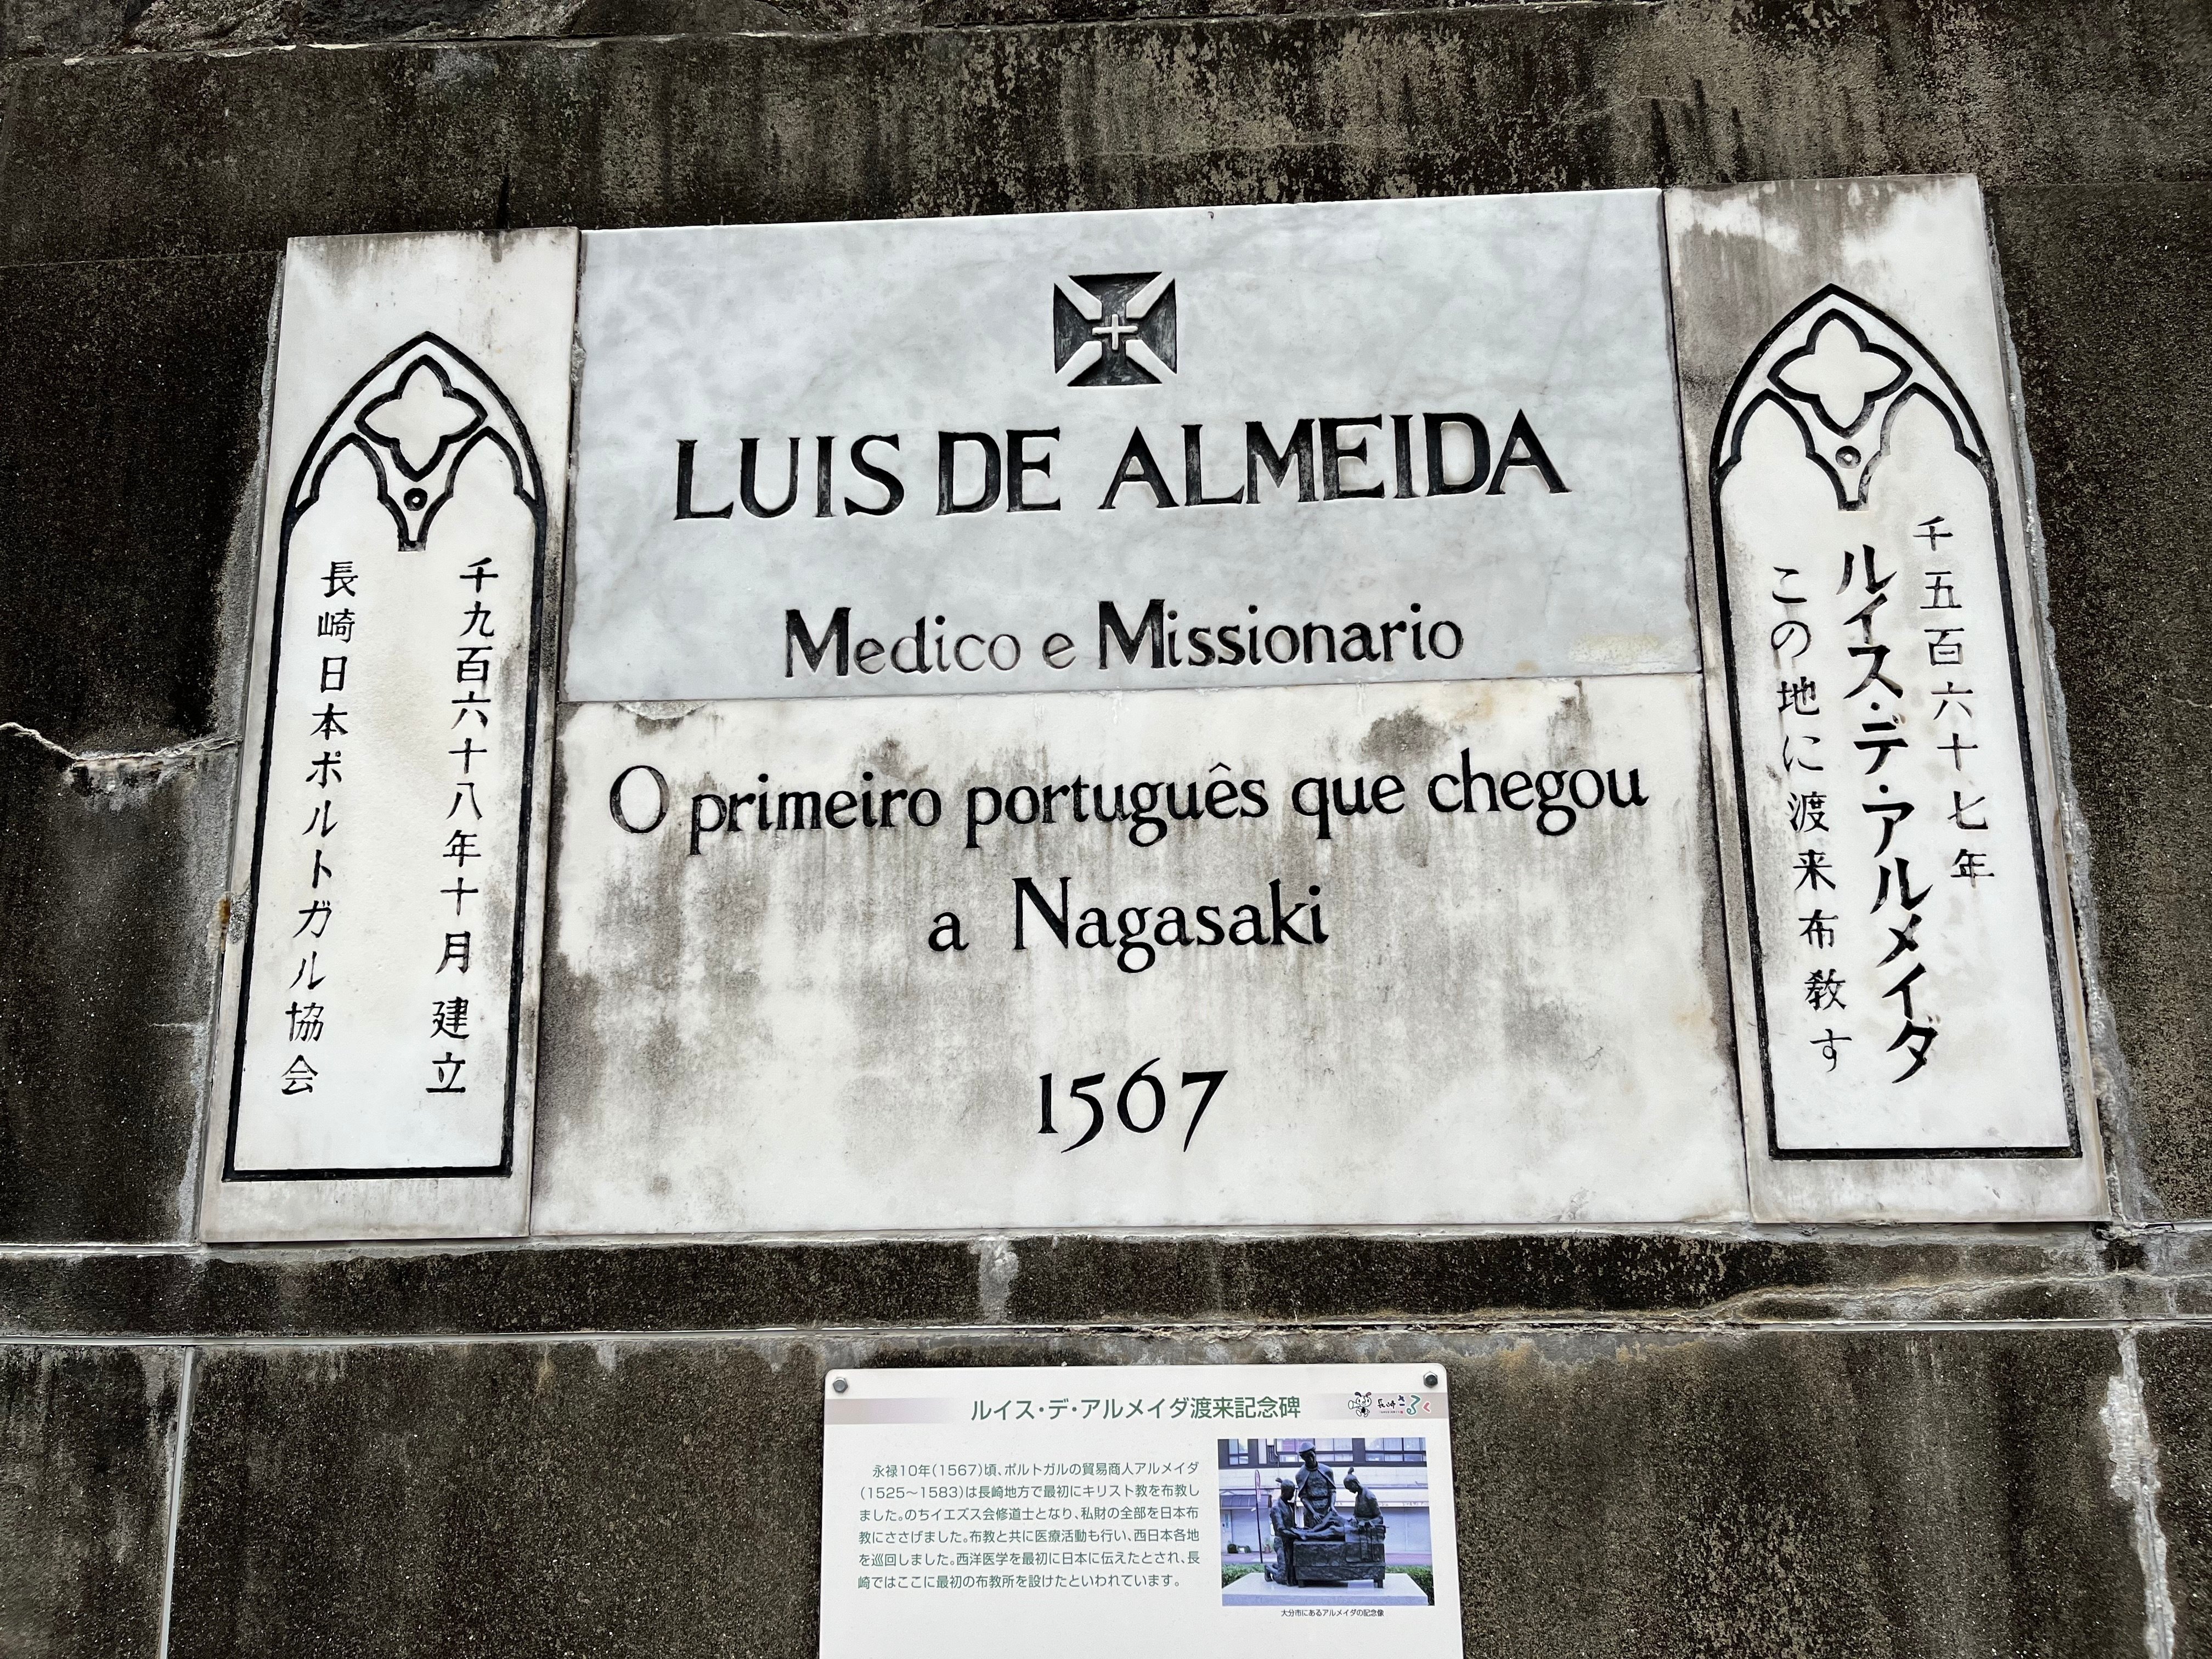 LUIS DE ALMEIDA
Medico e Missionario
O primeiro português que chegou
a Nagasaki
1567
千五百六十七年
ルイス・デ・アルメイダ
この地に渡来布教す
千九百六十八年十月建立
長崎日本ポルトガル協会
ルイス・デ・アルメイダ渡来記念碑
長崎さるく
永禄10年(1567)頃、ポルトガルの貿易商人アルメイダ
(1525〜1583)は長崎地方で最初にキリスト教を布教し
ました。のちイエズス会修道士となり、私財の全部を日本布
教にささげました。布教と共に医療活動も行い、西日本各地
を巡回しました。西洋医学を最初に日本に伝えたとされ、長
崎ではここに最初の布教所を設けたといわれています。
大分市にあるアルメイダの記念像